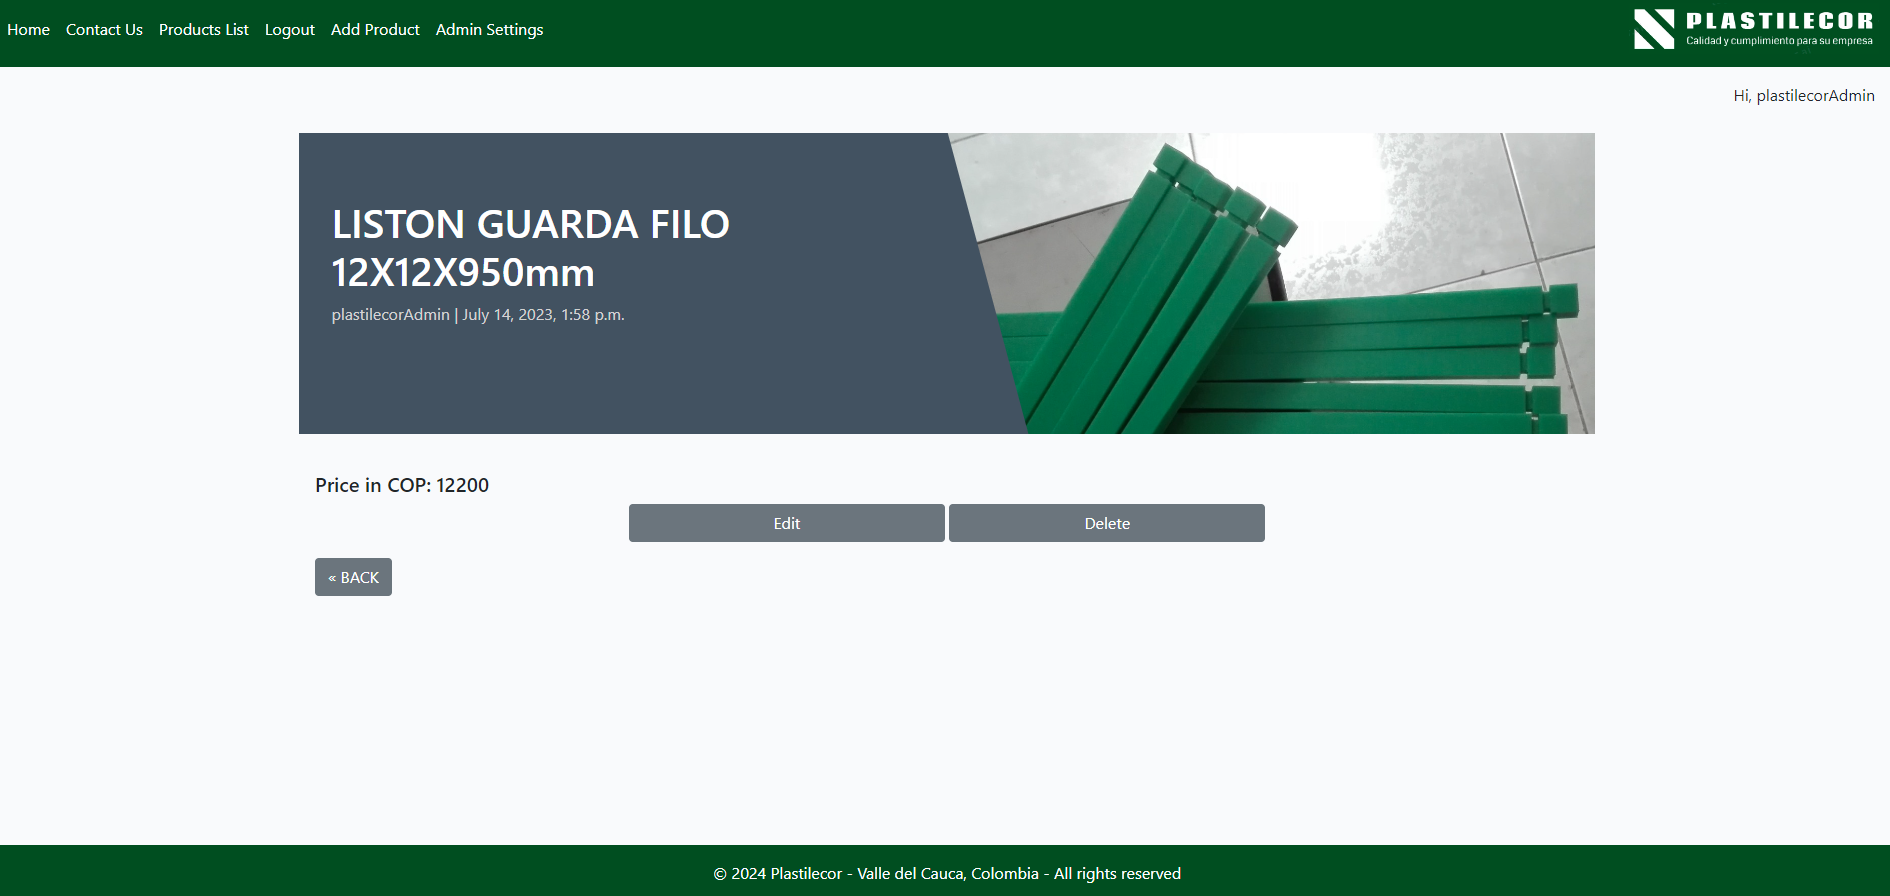 Home Contact Us Products List Logout Add Product Admin Settings
PLASTILECOR
Calidad y cumplimiento para su empresa
Hi, plastilecorAdmin
LISTON GUARDA FILO
12X12X950mm
plastilecorAdmin | July 14, 2023, 1:58 p.m.
Price in COP: 12200
Edit Delete
« BACK
© 2024 Plastilecor - Valle del Cauca, Colombia - All rights reserved